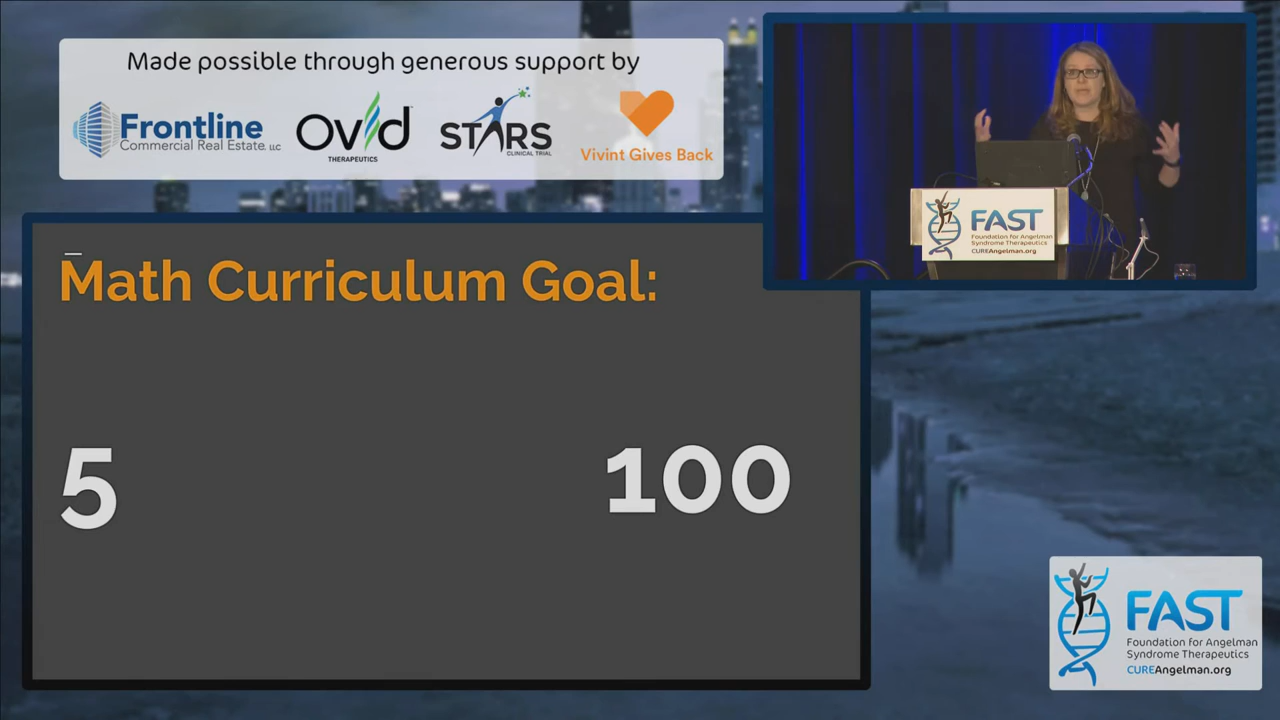 Made possible through generous support by
Frontline
Commercial Real Estate, LLC
OVID
THERAPEUTICS
STARS
CLINICAL TRIAL
Vivint Gives Back
FAST
Foundation for Angelman
Syndrome Therapeutics
CUREAngelman.org
Math Curriculum Goal:
5 100
FAST
Foundation for Angelman
Syndrome Therapeutics
CUREAngelman.org